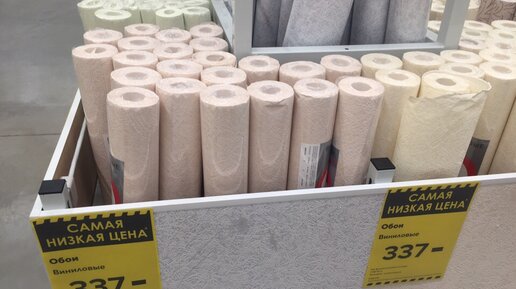 САМАЯ
НИЗКАЯ ЦЕНА
Обои
Виниловые
337-
САМАЯ
НИЗКАЯ ЦЕНА
Обои
Виниловые
337-